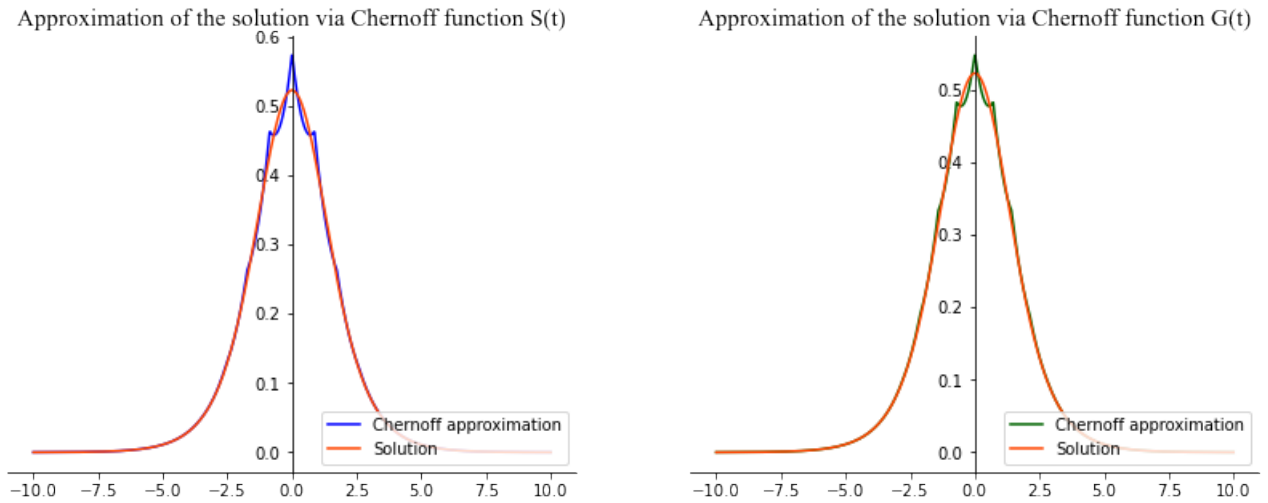 Approximation of the solution via Chernoff function S(t)
0.6
0.5
0.4
0.3
0.2
0.1
0.0
Chernoff approximation
Solution
−10.0 −7.5 −5.0 −2.5 0.0 2.5 5.0 7.5 10.0
Approximation of the solution via Chernoff function G(t)
0.5
0.4
0.3
0.2
0.1
0.0
Chernoff approximation
Solution
−10.0 −7.5 −5.0 −2.5 0.0 2.5 5.0 7.5 10.0